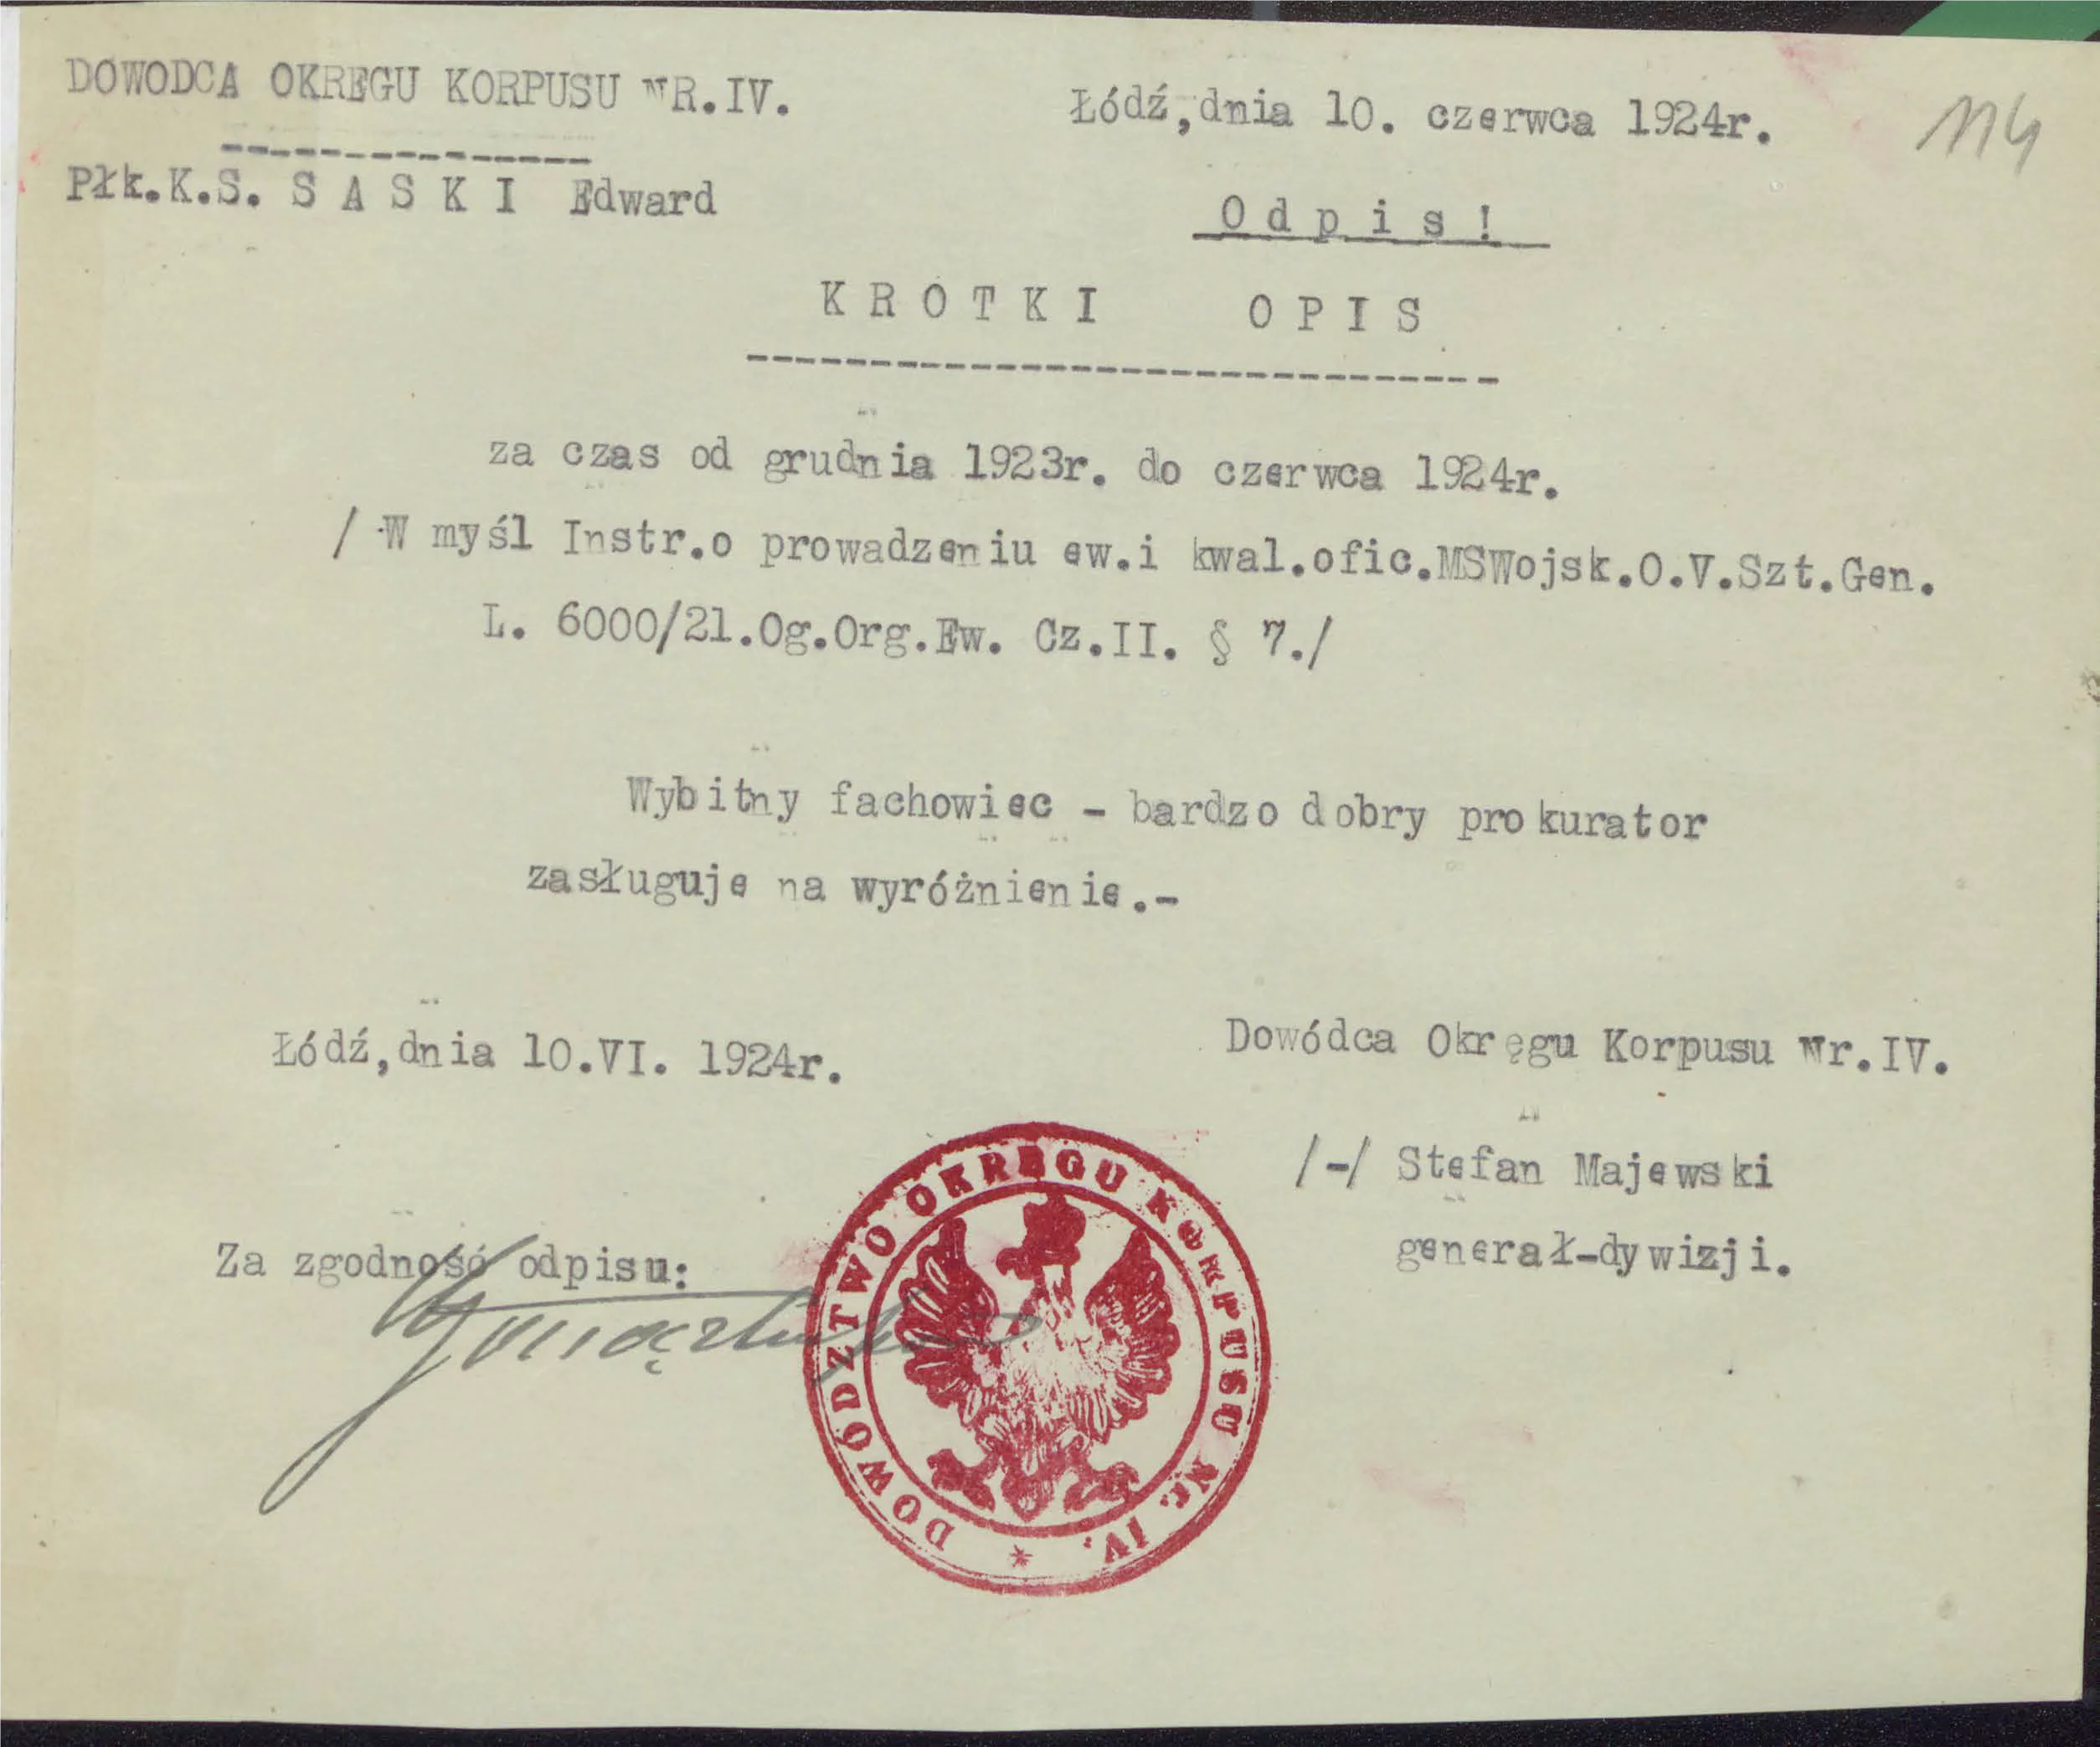 DOWODCA OKREGU KORPUSU NR.IV.
Łódź,dnia 10. czerwca 1924r.
114
Płk.K.S. S A S K I Edward
O d p i s !
K R O T K I O P I S
za czas od grudnia 1923r. do czerwca 1924r.
/ W myśl Instr.o prowadzeniu ew.i kwal.ofic.MSWojsk.O.V.Szt.Gen.
L. 6000/21.Og.Org.Ew. Cz.II. § 7./
Wybitny fachowiec - bardzo dobry prokurator
zasługuje na wyróżnienie.-
Łódź,dnia 10.VI. 1924r.
Dowódca Okręgu Korpusu Nr.IV.
/-/ Stefan Majewski
generał-dywizji.
Za zgodność odpisu:
DOWÓDZTWO OKRĘGU KORPUSU Nr. IV. *